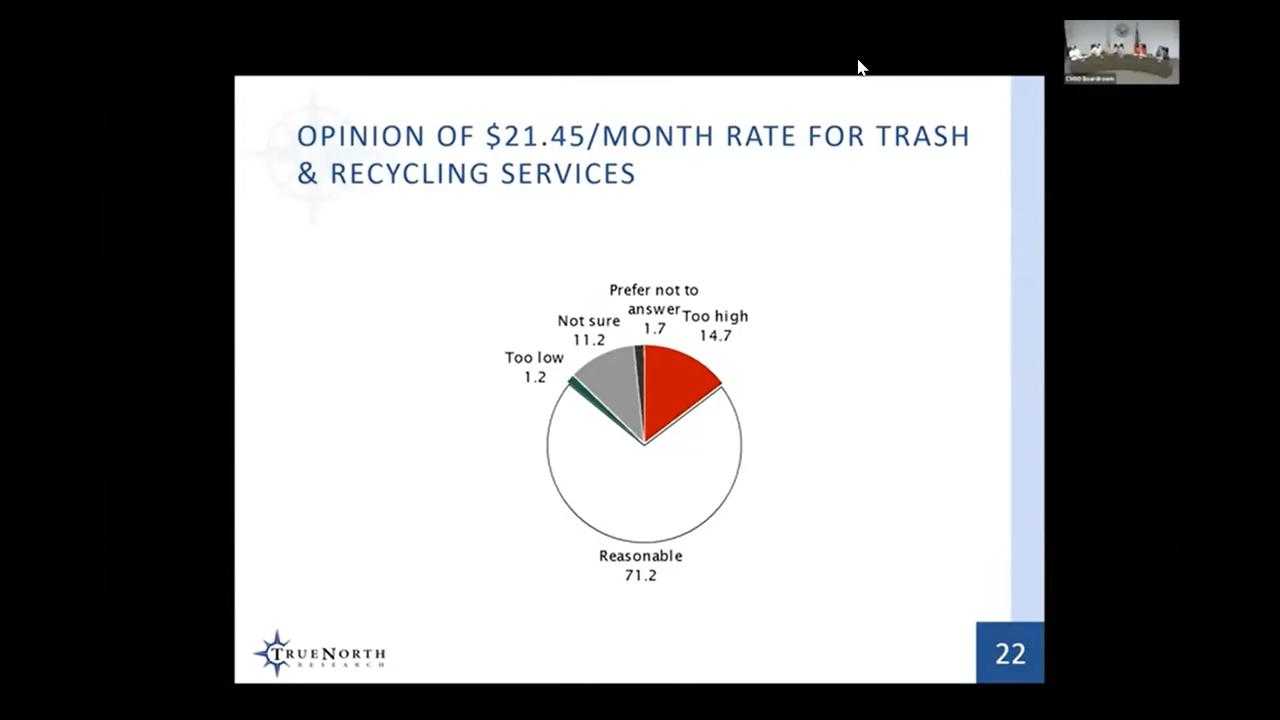 OPINION OF $21.45/MONTH RATE FOR TRASH
& RECYCLING SERVICES
Prefer not to
answer
1.7
Too high
14.7
Not sure
11.2
Too low
1.2
Reasonable
71.2
TRUENORTH
RESEARCH
22